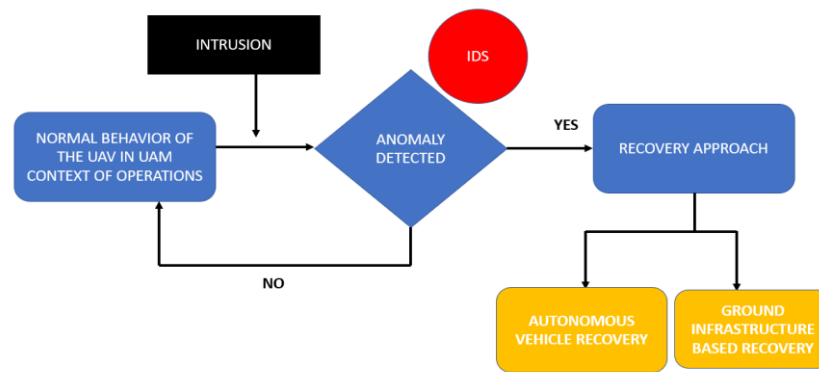 INTRUSION
IDS
NORMAL BEHAVIOR OF
THE UAV IN UAM
CONTEXT OF OPERATIONS
ANOMALY
DETECTED
YES
RECOVERY APPROACH
NO
AUTONOMOUS
VEHICLE RECOVERY
GROUND
INFRASTRUCTURE
BASED RECOVERY